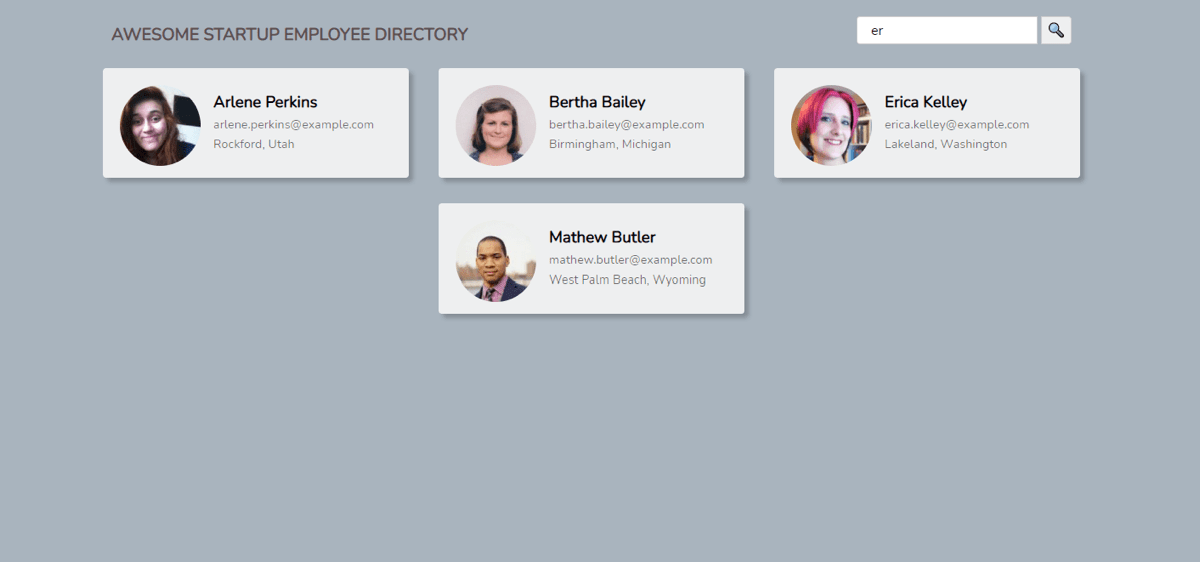 AWESOME STARTUP EMPLOYEE DIRECTORY
er
Arlene Perkins
arlene.perkins@example.com
Rockford, Utah
Bertha Bailey
bertha.bailey@example.com
Birmingham, Michigan
Erica Kelley
erica.kelley@example.com
Lakeland, Washington
Mathew Butler
mathew.butler@example.com
West Palm Beach, Wyoming